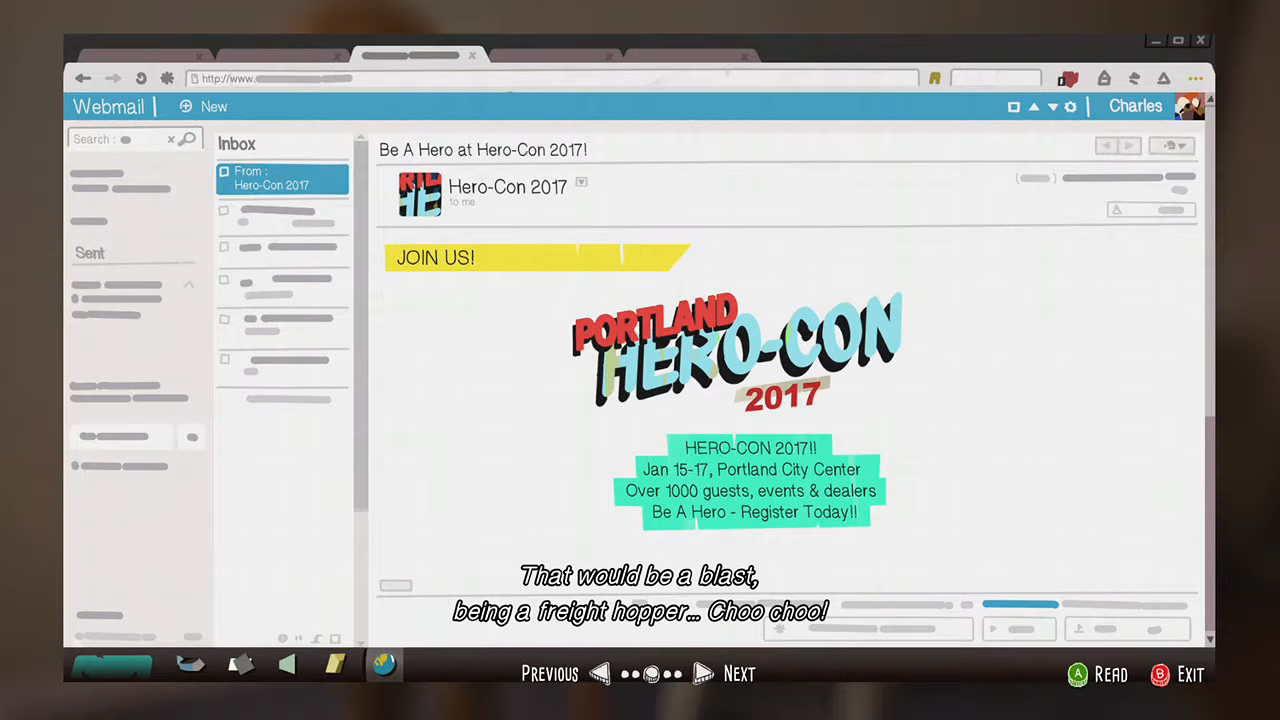 http://www.
Webmail
New
Charles
Search :
Inbox
Be A Hero at Hero-Con 2017!
From :
Hero-Con 2017
Hero-Con 2017
to me
Sent
JOIN US!
PORTLAND
HERO-CON
2017
HERO-CON 2017!!
Jan 15-17, Portland City Center
Over 1000 guests, events & dealers
Be A Hero - Register Today!!
That would be a blast,
being a freight hopper... Choo choo!
PREVIOUS
NEXT
A READ
B EXIT